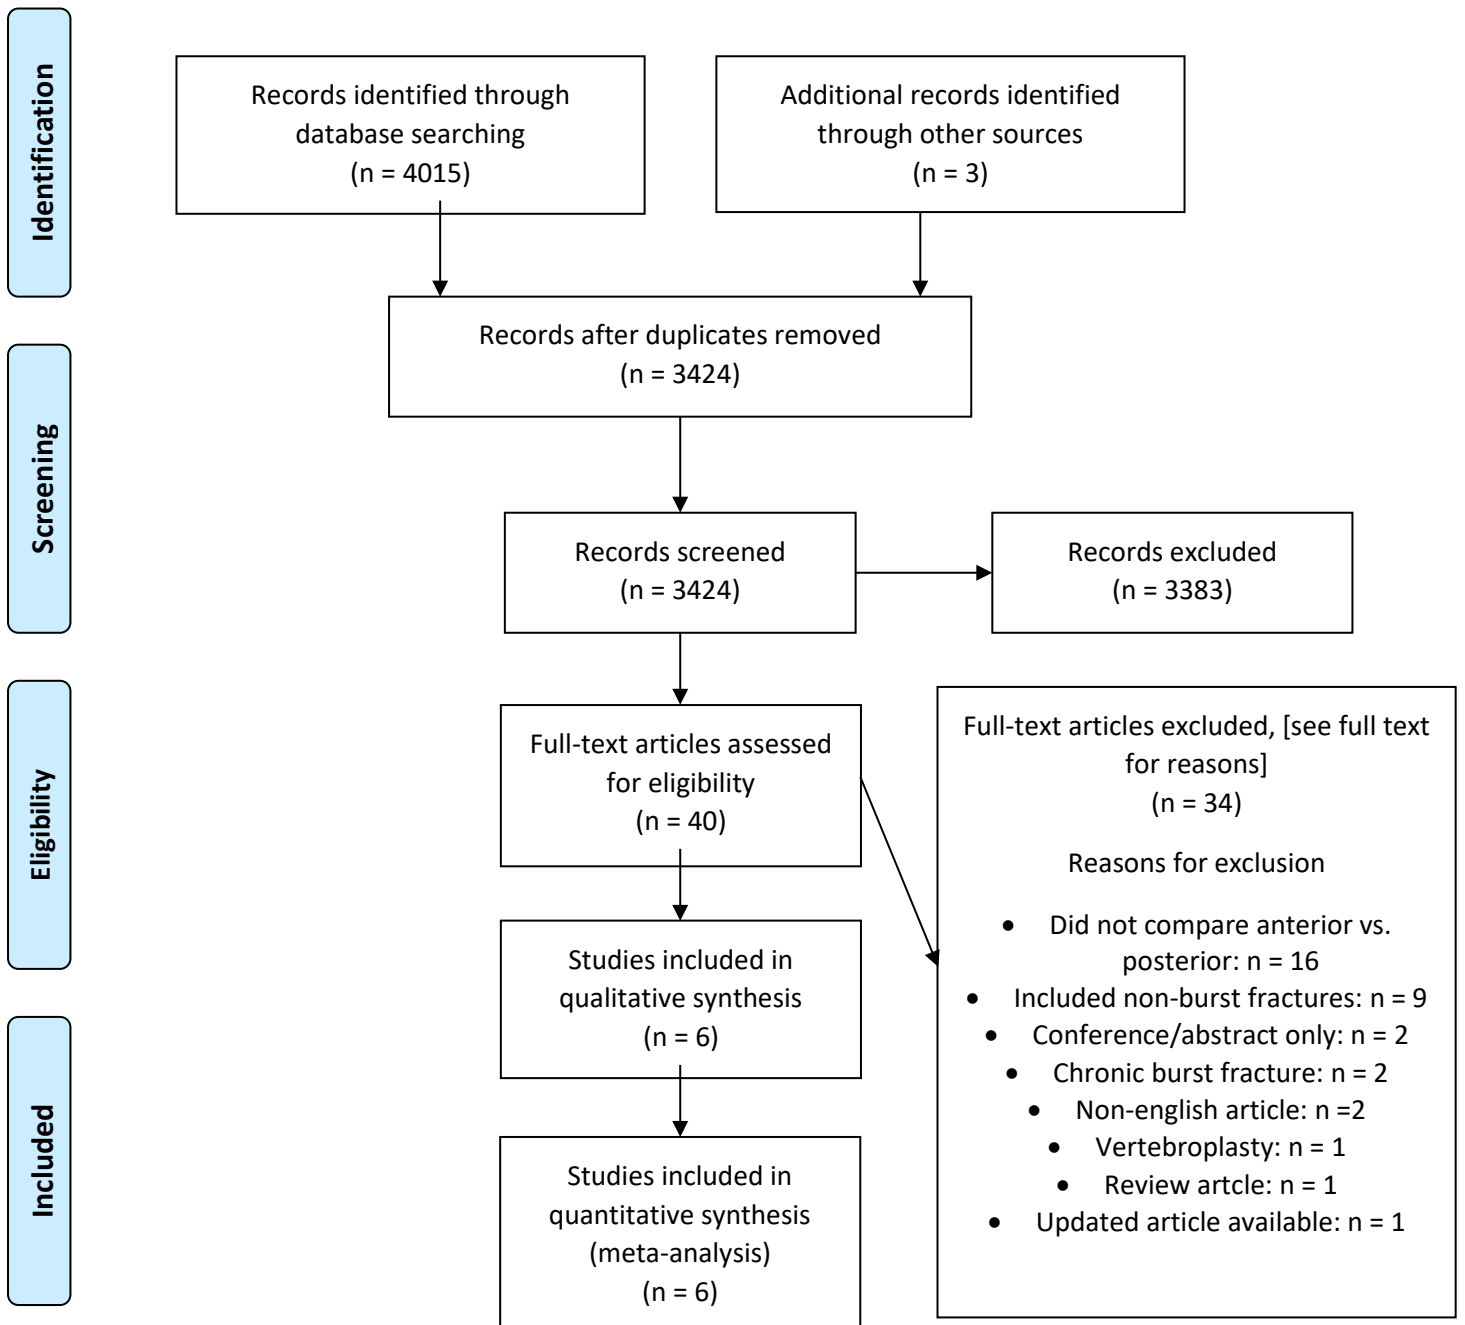 Identification
Records identified through
database searching
(n = 4015)
Additional records identified
through other sources
(n = 3)
Records after duplicates removed
(n = 3424)
Screening
Records screened
(n = 3424)
Records excluded
(n = 3383)
Eligibility
Full-text articles assessed
for eligibility
(n = 40)
Full-text articles excluded, [see full text
for reasons]
(n = 34)
Reasons for exclusion
• Did not compare anterior vs.
posterior: n = 16
• Included non-burst fractures: n = 9
• Conference/abstract only: n = 2
• Chronic burst fracture: n = 2
• Non-english article: n =2
• Vertebroplasty: n = 1
• Review artcle: n = 1
• Updated article available: n = 1
Studies included in
qualitative synthesis
(n = 6)
Included
Studies included in
quantitative synthesis
(meta-analysis)
(n = 6)